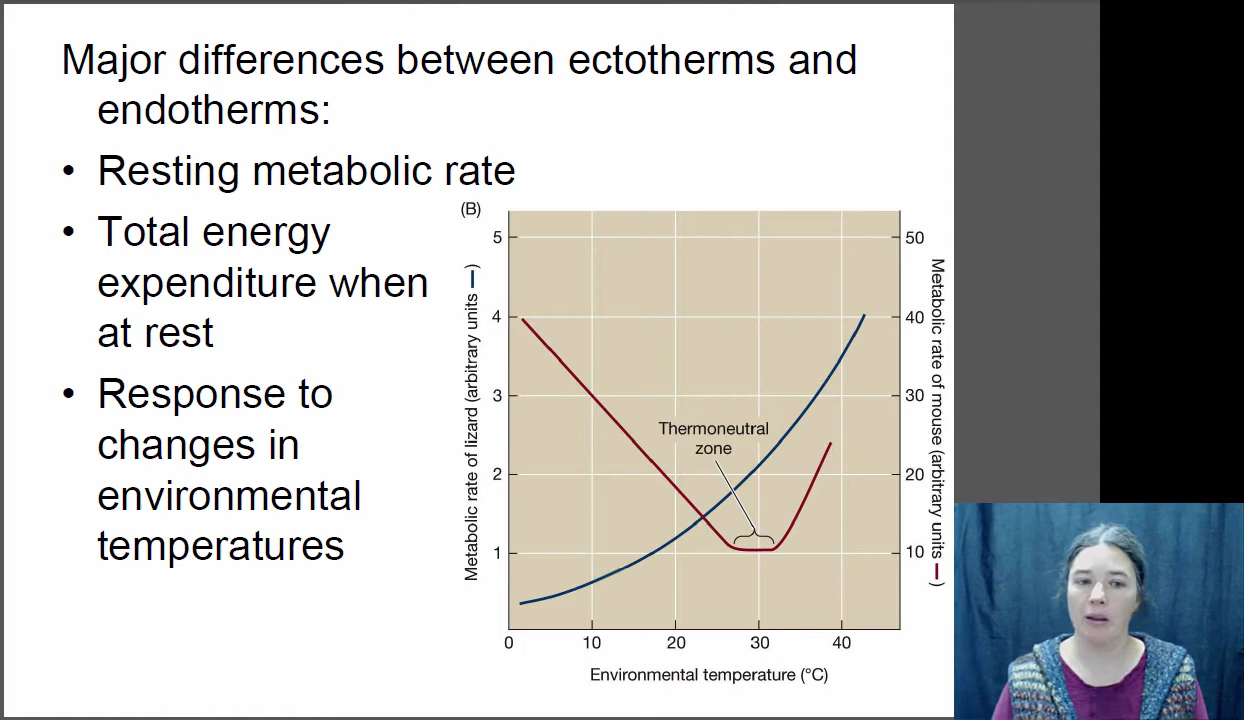 Major differences between ectotherms and
endotherms:
• Resting metabolic rate
• Total energy
expenditure when
at rest
• Response to
changes in
environmental
temperatures
(B)
Metabolic rate of lizard (arbitrary units —)
5
4
3
2
1
Thermoneutral
zone
50
40
30
20
10
Metabolic rate of mouse (arbitrary units —)
0 10 20 30 40
Environmental temperature (°C)